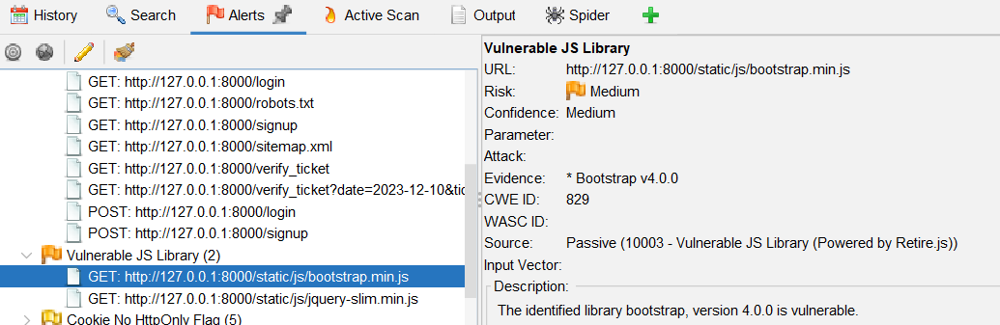 History Search Alerts Active Scan Output Spider
GET: http://127.0.0.1:8000/login
GET: http://127.0.0.1:8000/robots.txt
GET: http://127.0.0.1:8000/signup
GET: http://127.0.0.1:8000/sitemap.xml
GET: http://127.0.0.1:8000/verify_ticket
GET: http://127.0.0.1:8000/verify_ticket?date=2023-12-10&tic
POST: http://127.0.0.1:8000/login
POST: http://127.0.0.1:8000/signup
Vulnerable JS Library (2)
GET: http://127.0.0.1:8000/static/js/bootstrap.min.js
GET: http://127.0.0.1:8000/static/js/jquery-slim.min.js
Cookie No HttpOnly Flag (5)
Vulnerable JS Library
URL: http://127.0.0.1:8000/static/js/bootstrap.min.js
Risk: Medium
Confidence: Medium
Parameter:
Attack:
Evidence: * Bootstrap v4.0.0
CWE ID: 829
WASC ID:
Source: Passive (10003 - Vulnerable JS Library (Powered by Retire.js))
Input Vector:
Description:
The identified library bootstrap, version 4.0.0 is vulnerable.